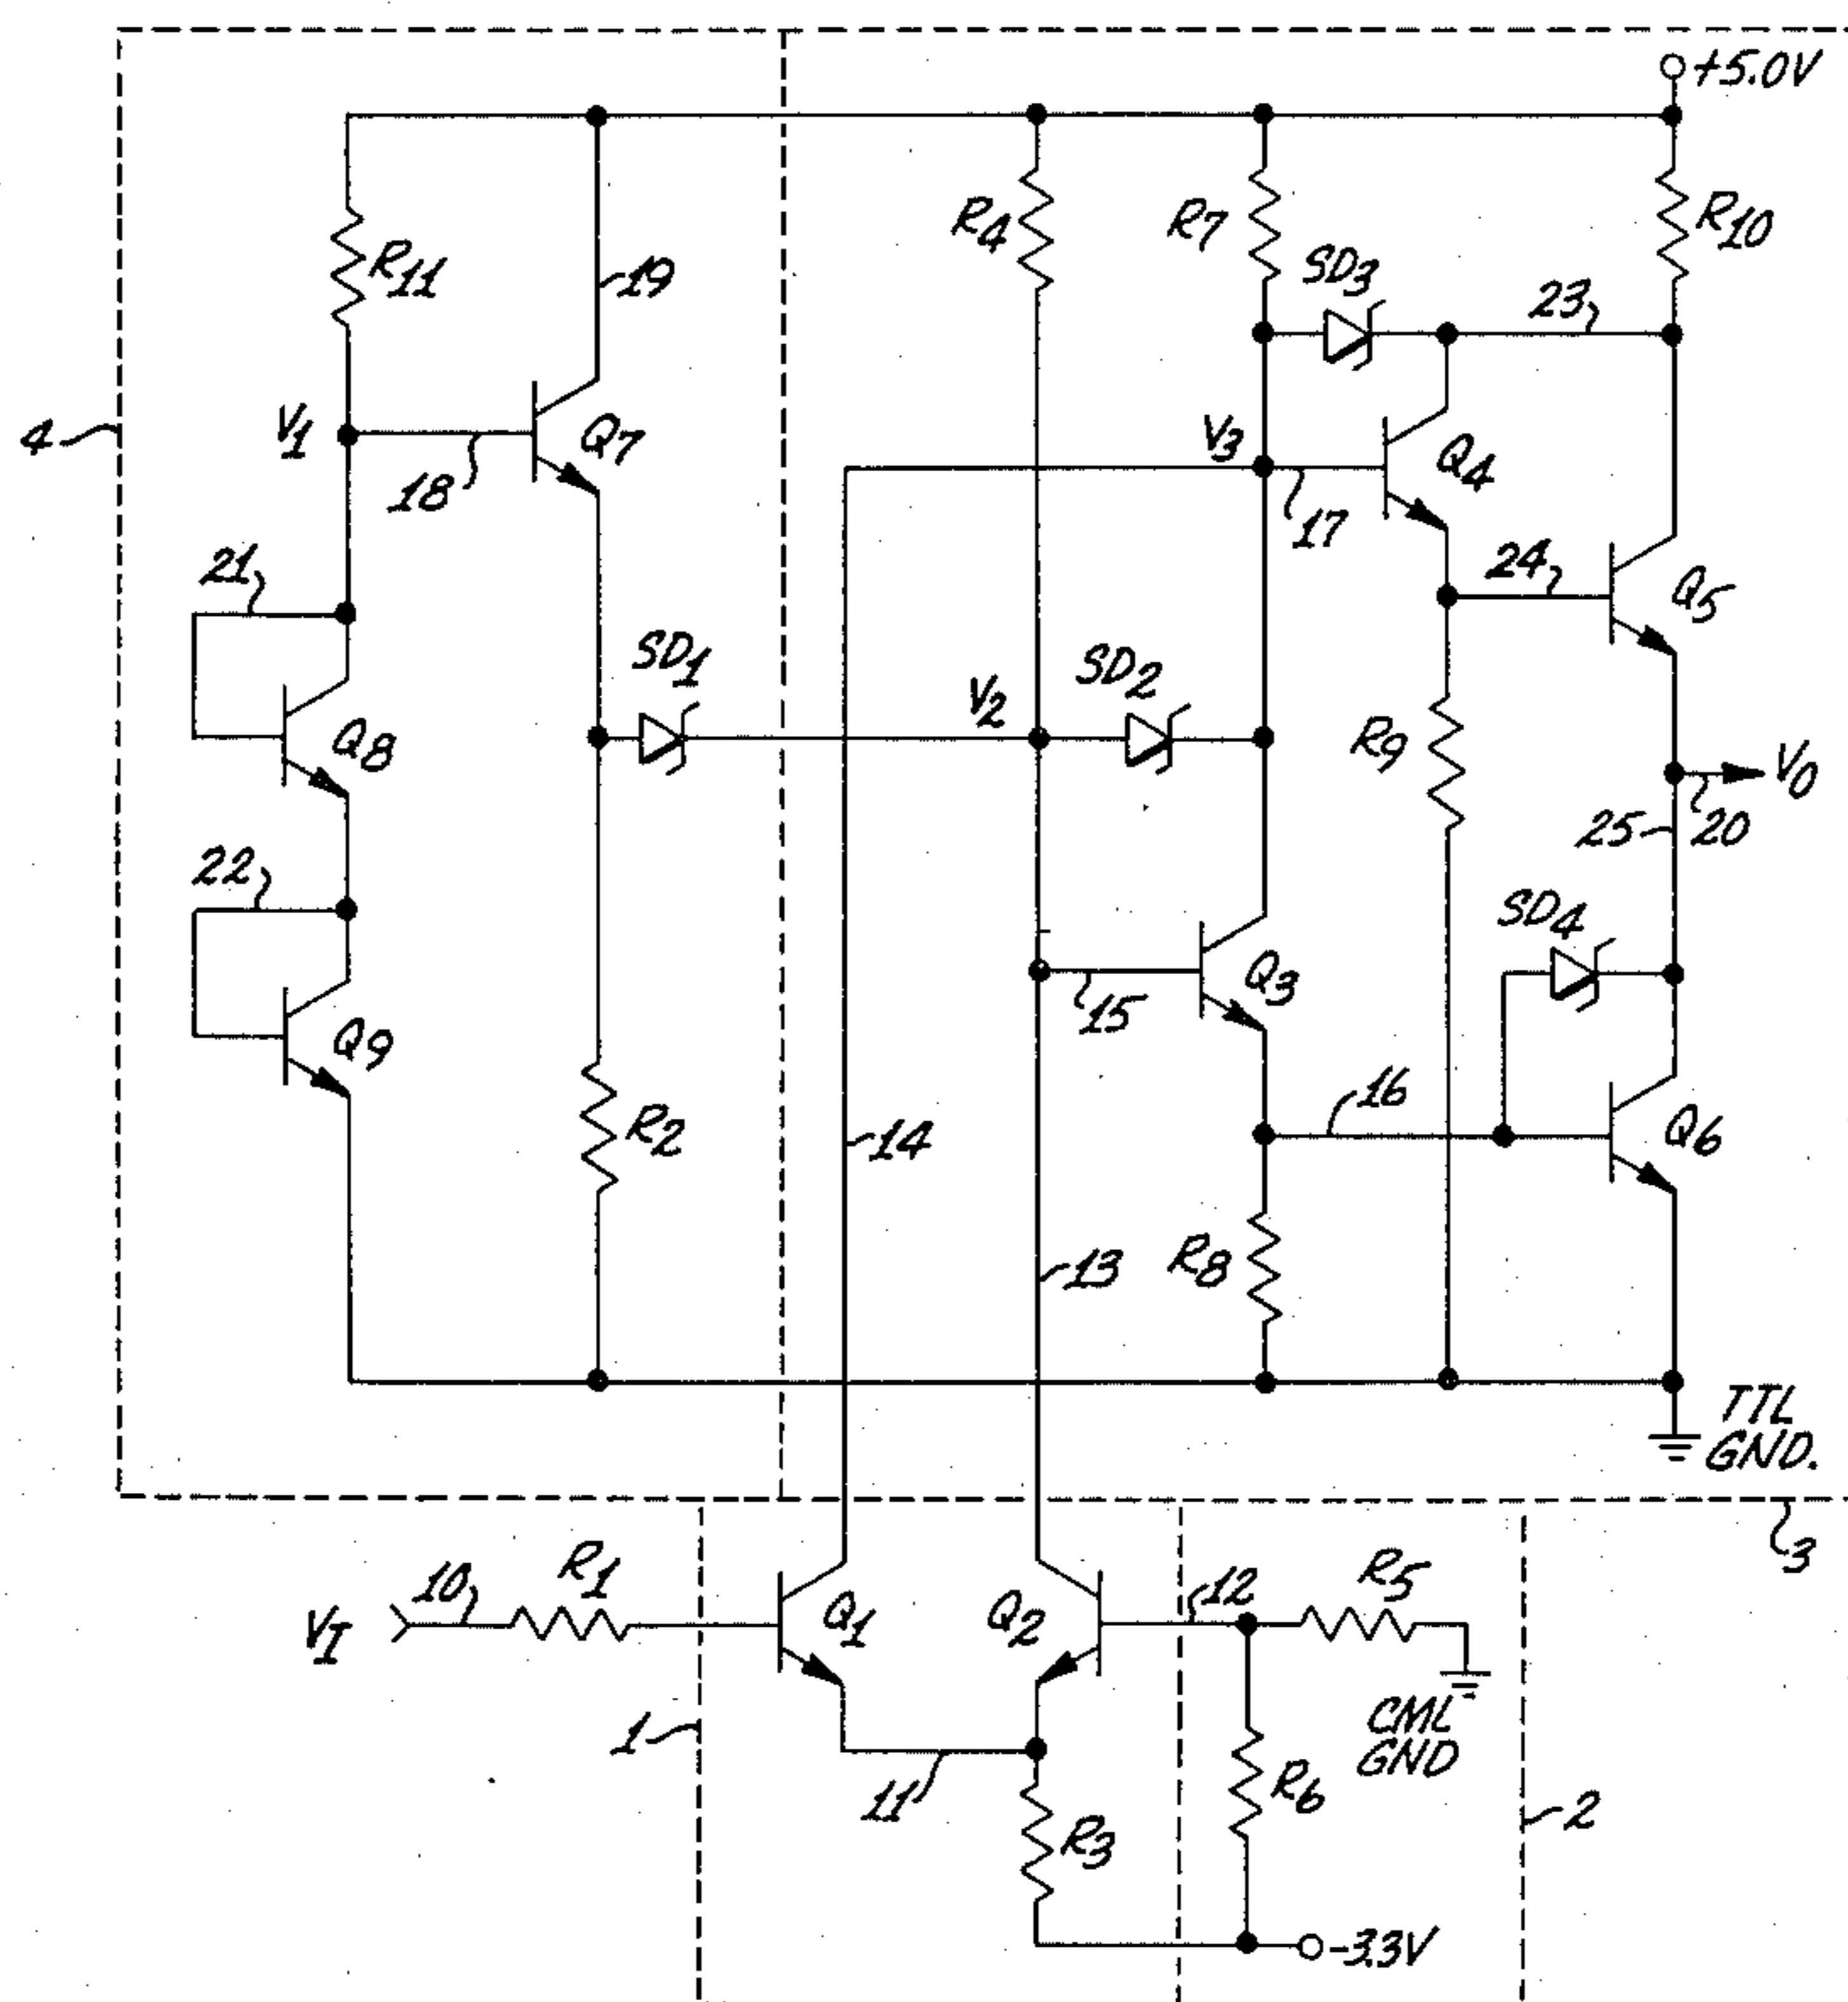 +5.0V
R4
R7
R10
R11
19
SD3
23
4
V1
Q7
V3
Q4
18
17
21
24
Q5
SD1
V2
SD2
Q8
R9
V0
25
20
22
SD4
Q3
15
Q9
16
R2
14
Q6
13
R8
TTL
GND.
3
10
R1
12
R5
VI
Q1
Q2
CML
GND
1
11
R6
2
R3
-3.3V